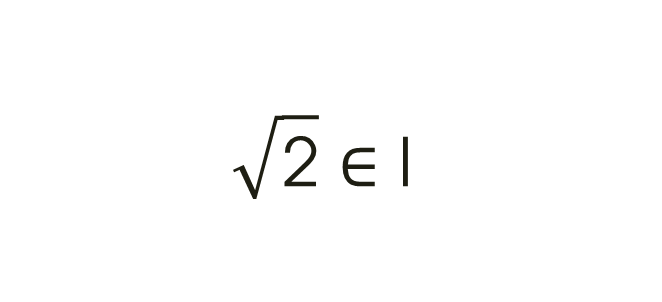 √2 ∈ I